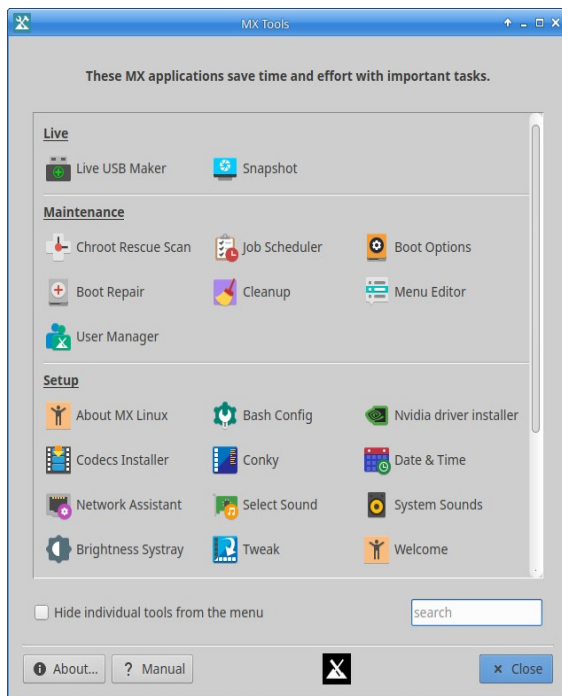 MX Tools
These MX applications save time and effort with important tasks.
Live
Live USB Maker Snapshot
Maintenance
Chroot Rescue Scan Job Scheduler Boot Options
Boot Repair Cleanup Menu Editor
User Manager
Setup
About MX Linux Bash Config Nvidia driver installer
Codecs Installer Conky Date & Time
Network Assistant Select Sound System Sounds
Brightness Systray Tweak Welcome
Hide individual tools from the menu search
About... ? Manual Close